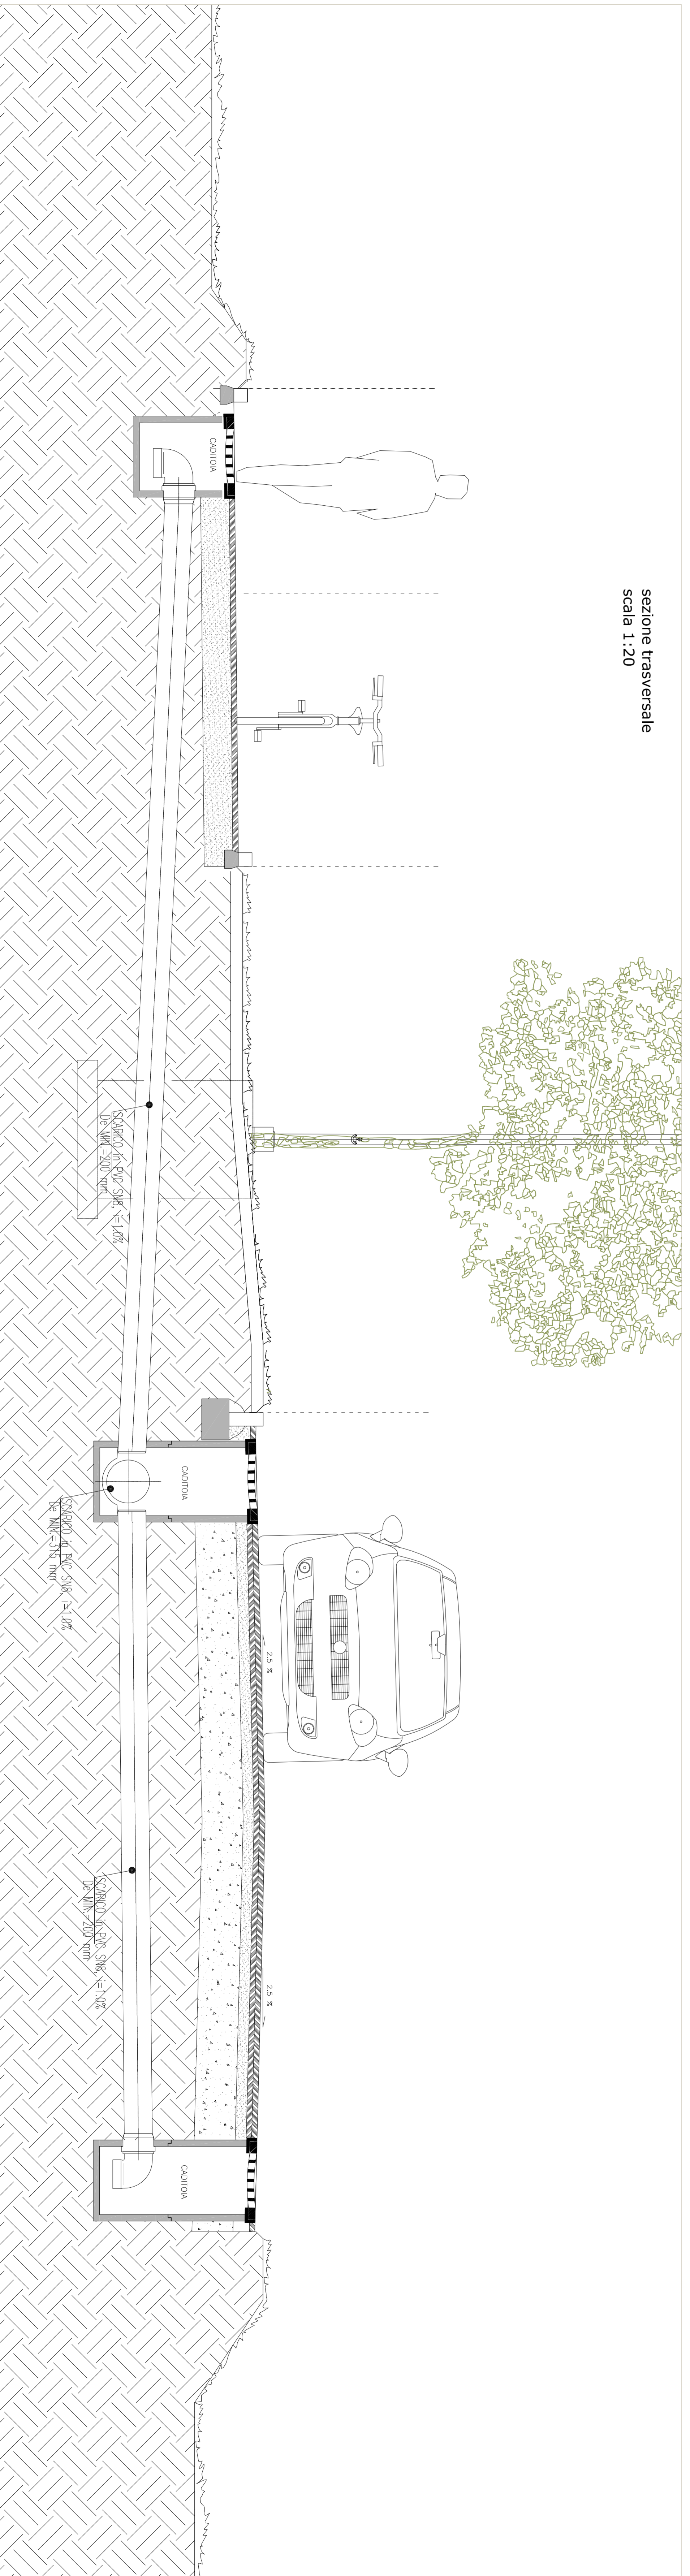 sezione trasversale
scala 1:20
CADITOIA
SCARICO in PVC SN8, i=1.0%
De MIN.=200 mm
CADITOIA
SCARICO in PVC SN8, i=1.0%
De MIN.=315 mm
2.5 %
SCARICO in PVC SN8, i=1.0%
De MIN.=200 mm
2.5 %
CADITOIA